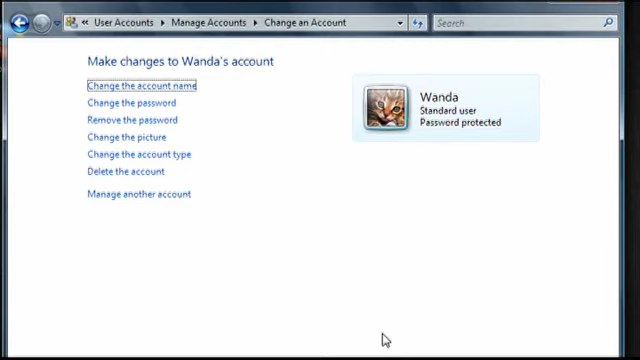 « User Accounts Manage Accounts Change an Account Search
Make changes to Wanda's account
Change the account name
Change the password
Remove the password
Change the picture
Change the account type
Delete the account
Manage another account
Wanda
Standard user
Password protected